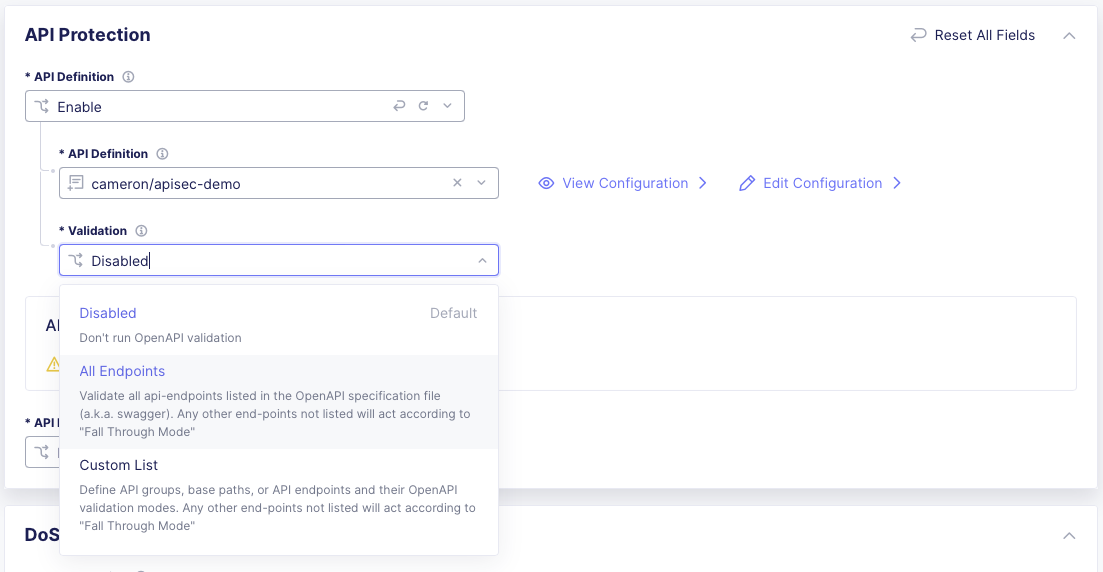 API Protection
Reset All Fields
* API Definition
Enable
* API Definition
cameron/apisec-demo
View Configuration
Edit Configuration
* Validation
Disabled
Disabled Default
Don't run OpenAPI validation
All Endpoints
Validate all api-endpoints listed in the OpenAPI specification file
(a.k.a. swagger). Any other end-points not listed will act according to
"Fall Through Mode"
Custom List
Define API groups, base paths, or API endpoints and their OpenAPI
validation modes. Any other end-points not listed will act according to
"Fall Through Mode"
* API
DoS